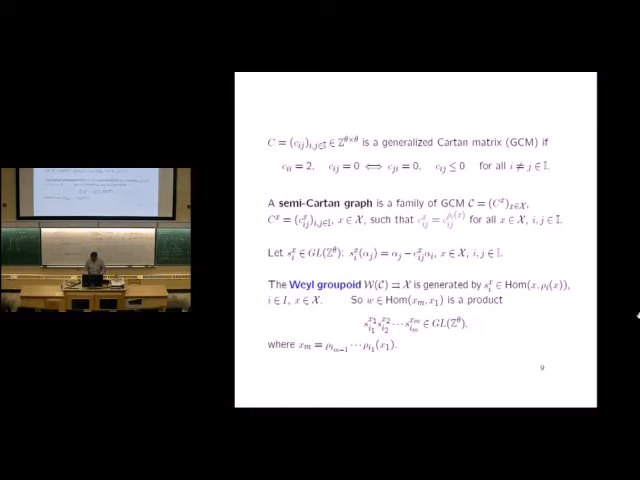 C = (c_{ij})_{i,j∈𝕀} ∈ ℤ^{θ×θ} is a generalized Cartan matrix (GCM) if
c_{ii} = 2, c_{ij} = 0 ⟺ c_{ji} = 0, c_{ij} ≤ 0 for all i ≠ j ∈ 𝕀.
A semi-Cartan graph is a family of GCM 𝒞 = (C^x)_{x∈𝒳},
C^x = (c^x_{ij})_{i,j∈𝕀}, x ∈ 𝒳, such that c^x_{ij} = c^{ρ_i(x)}_{ij} for all x ∈ 𝒳, i, j ∈ 𝕀.
Let s^x_i ∈ GL(ℤ^θ): s^x_i(α_j) = α_j − c^x_{ij}α_i, x ∈ 𝒳, i, j ∈ 𝕀.
The Weyl groupoid 𝒲(𝒞) ⇉ 𝒳 is generated by s^x_i ∈ Hom(x, ρ_i(x)),
i ∈ I, x ∈ 𝒳. So w ∈ Hom(x_m, x_1) is a product
s^{x_1}_{i_1} s^{x_2}_{i_2} ⋯ s^{x_m}_{i_m} ∈ GL(ℤ^θ).
where x_m = ρ_{i_{m−1}} ⋯ ρ_{i_1}(x_1).
9